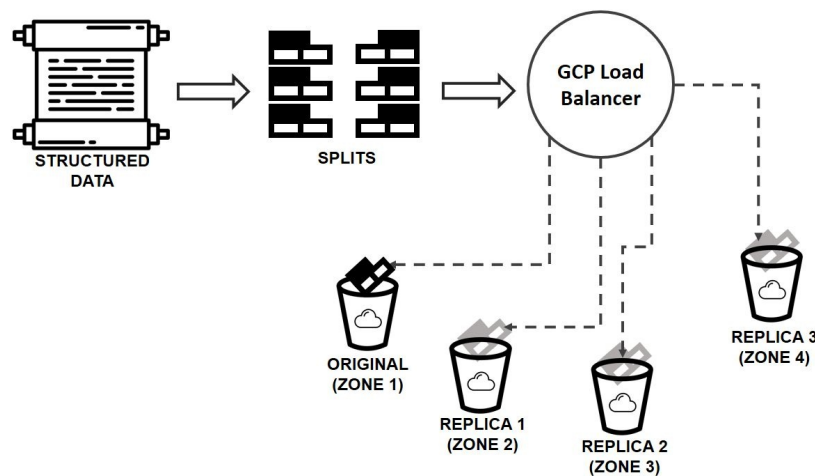 STRUCTURED
DATA
SPLITS
GCP Load
Balancer
ORIGINAL
(ZONE 1)
REPLICA 1
(ZONE 2)
REPLICA 2
(ZONE 3)
REPLICA 3
(ZONE 4)